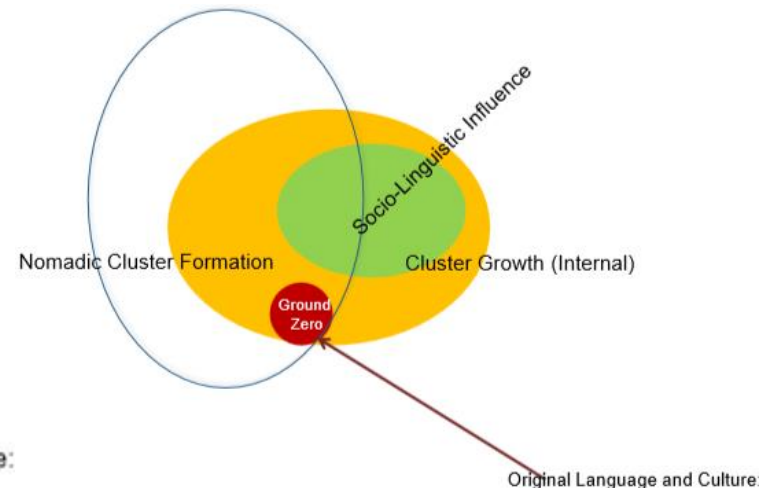 Socio-Linguistic Influence
Nomadic Cluster Formation
Cluster Growth (Internal)
Ground
Zero
e:
Original Language and Culture: